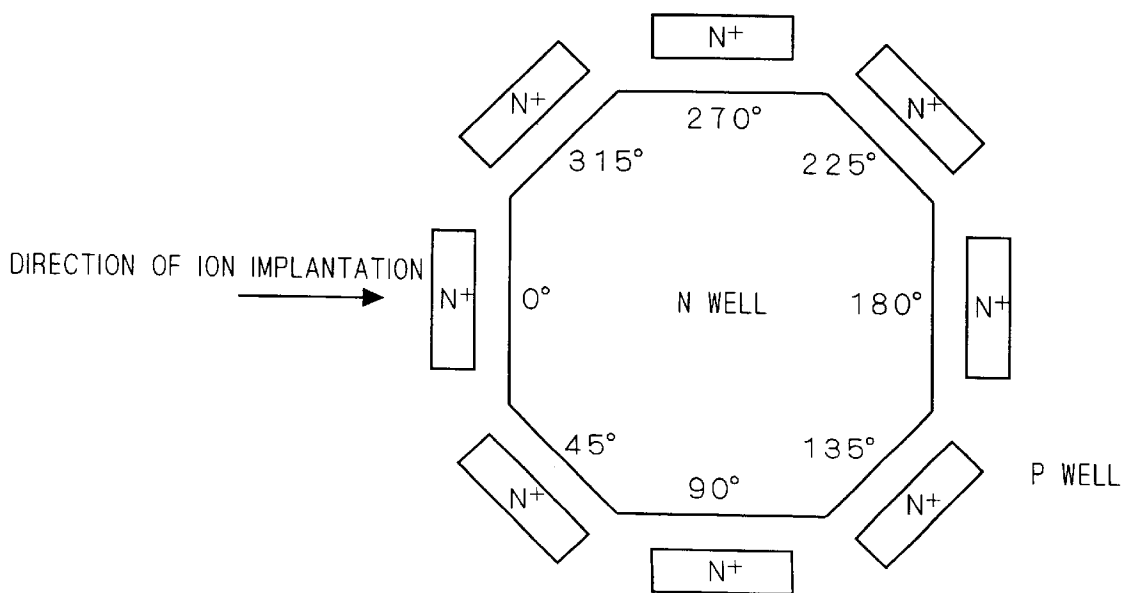 N+
N+
N+
270°
315°
225°
DIRECTION OF ION IMPLANTATION
N+
0°
N WELL
180°
N+
45°
135°
90°
P WELL
N+
N+
N+